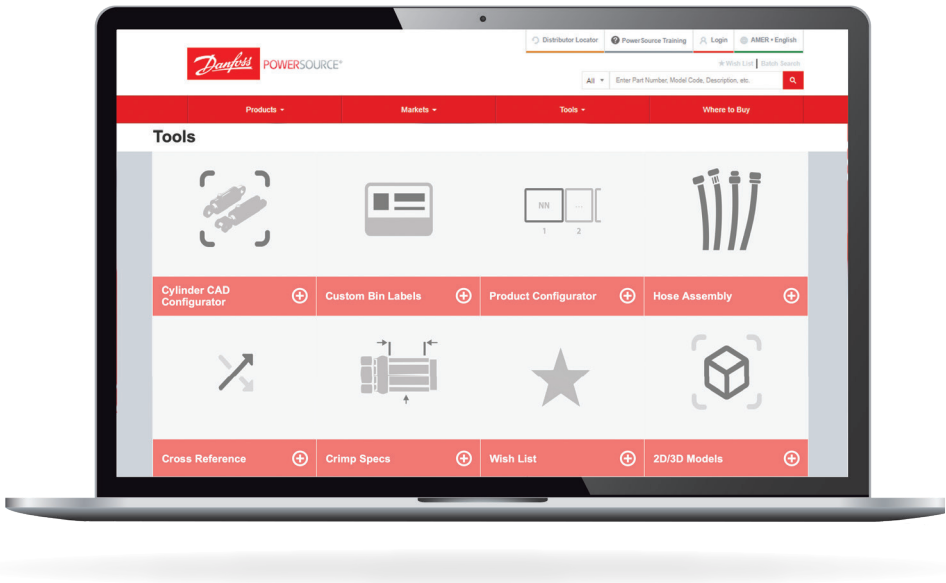 Distributor Locator
PowerSource Training
Login
AMER • English
Wish List
Batch Search
Danfoss
POWERSOURCE®
All
Enter Part Number, Model Code, Description, etc.
Products
Markets
Tools
Where to Buy
Tools
NN
...
1
2
Cylinder CAD
Configurator
Custom Bin Labels
Product Configurator
Hose Assembly
Cross Reference
Crimp Specs
Wish List
2D/3D Models